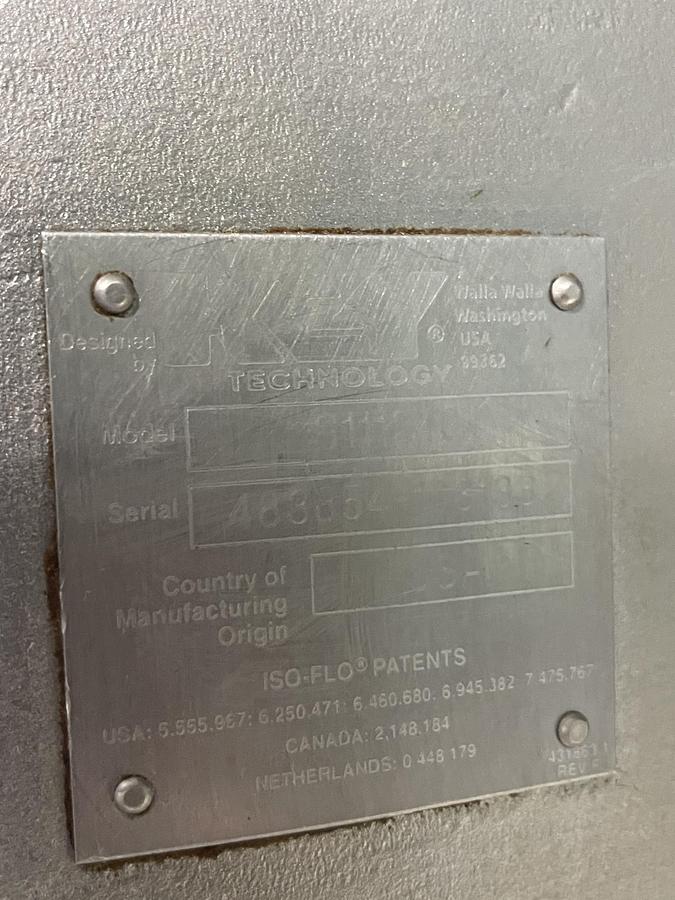 Designed by
KEY ®
TECHNOLOGY
Walla Walla
Washington
USA
99362
Model
Serial
Country of
Manufacturing
Origin
ISO-FLO® PATENTS
USA: 5.555.967; 6.250.471; 6.460.680; 6.945.382 7.475.767
CANADA: 2,148,184
NETHERLANDS: 0 448 179
REV